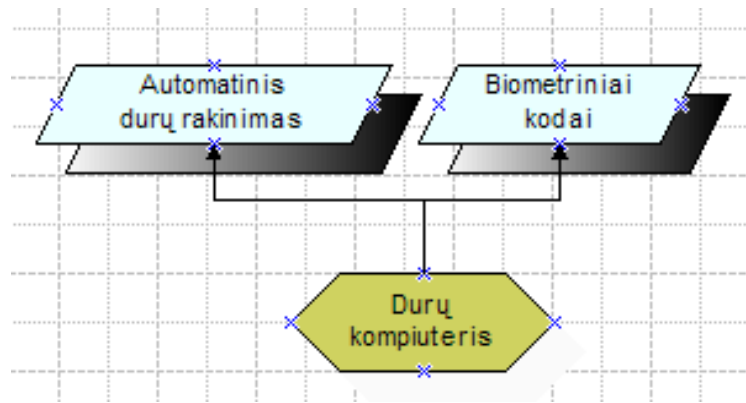 Automatinis
durų rakinimas
Biometriniai
kodai
Durų
kompiuteris